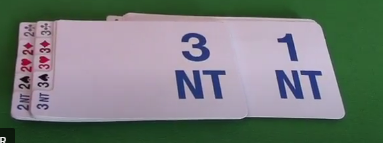 3 1
NT NT
2NT 2♠ 2♥ 2♦ 2♣
3NT 3♠ 3♥ 3♦ 3♣
R